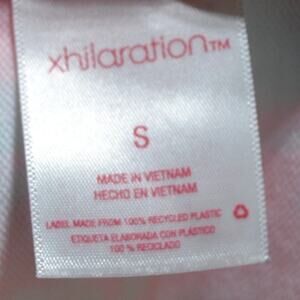 xhilaration™
S
MADE IN VIETNAM
HECHO EN VIETNAM
LABEL MADE FROM 100% RECYCLED PLASTIC
ETIQUETA ELABORADA CON PLÁSTICO
100 % RECICLADO